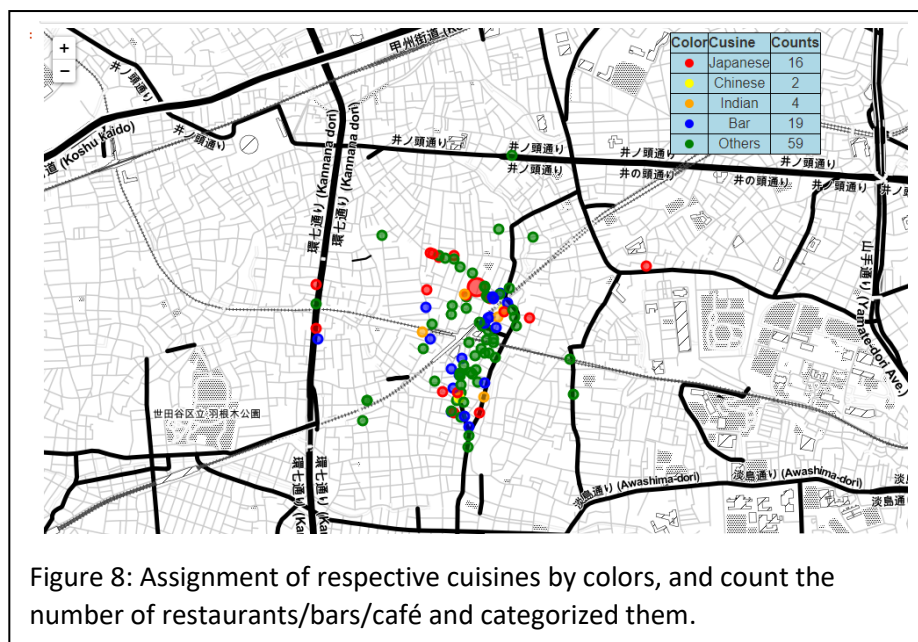 +
−
Color Cusine Counts
Japanese 16
Chinese 2
Indian 4
Bar 19
Others 59
甲州街道
(Koshu kaido)
井ノ頭通り
井ノ頭通り
井ノ頭通り
井ノ頭通り
井ノ頭通り
井ノ頭通り
井の頭通り
井の頭通り
井ノ頭通り
井ノ頭通り
環七通り (Kannana dori)
環七通り (Kannana dori)
山手通り (Yamate-dori Ave.)
世田谷区立 羽根木公園
環七通り
環七通り
淡島通り (Awashima-dori)
淡島通り (Awashima-dori)
淡島
Figure 8: Assignment of respective cuisines by colors, and count the
number of restaurants/bars/café and categorized them.